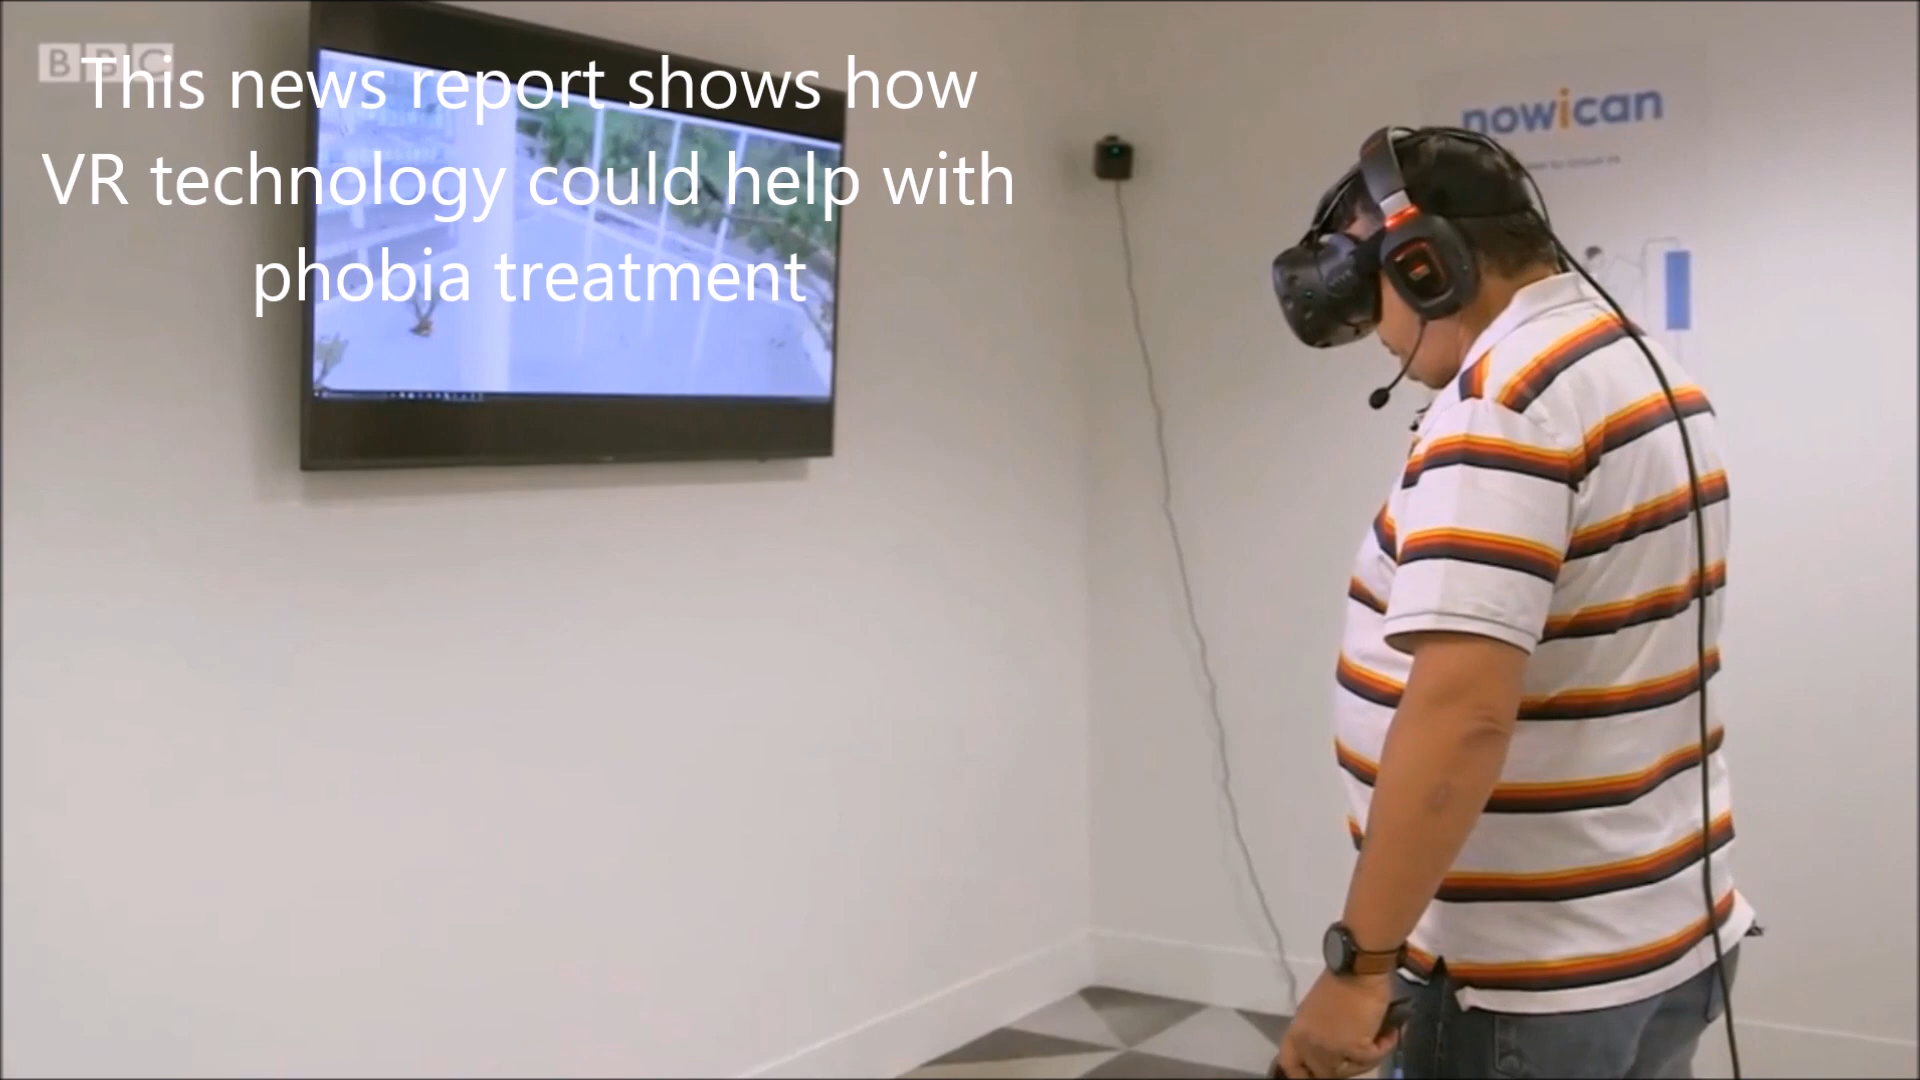 BBC
This news report shows how
VR technology could help with
phobia treatment
nowican